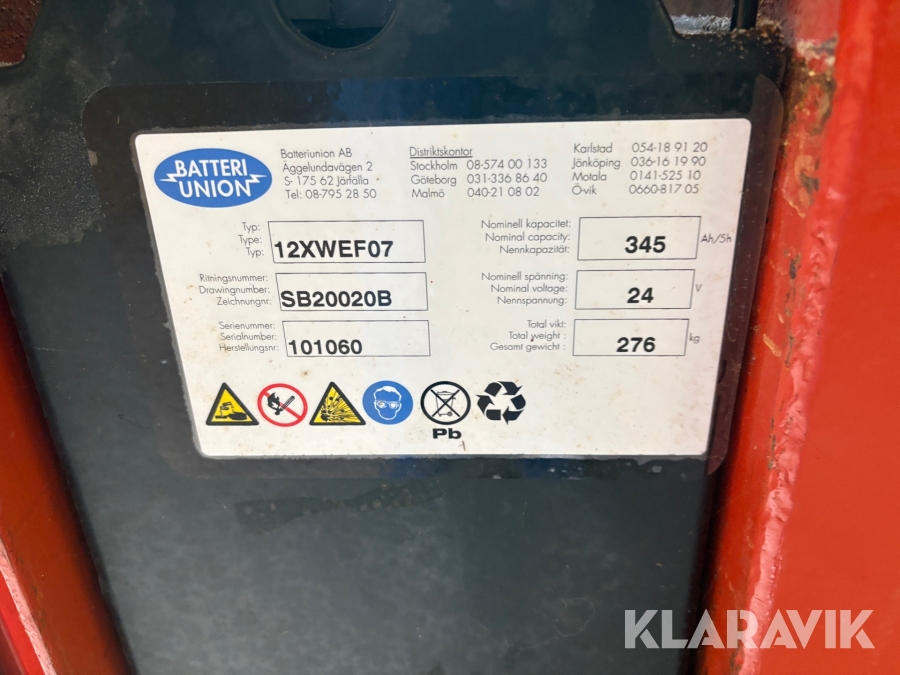 BATTERI
UNION
Batteriunion AB
Äggelundavägen 2
S- 175 62 Järfälla
Tel: 08-795 28 50
Distriktskontor
Stockholm 08-574 00 133
Göteborg 031-336 86 40
Malmö 040-21 08 02
Karlstad 054-18 91 20
Jönköping 036-16 19 90
Motala 0141-525 10
Ö-vik 0660-817 05
Typ:
Type:
Typ:
12XWEF07
Ritningsnummer:
Drawingnumber:
Zeichnungnr:
SB20020B
Serienummer:
Serialnumber:
Herstellungsnr:
101060
Nominell kapacitet:
Nominal capacity:
Nennkapazität:
345
Ah/5h
Nominell spänning:
Nominal voltage:
Nennspannung:
24
V
Total vikt:
Total weight :
Gesamt gewicht :
276
kg
Pb
KLARAVIK